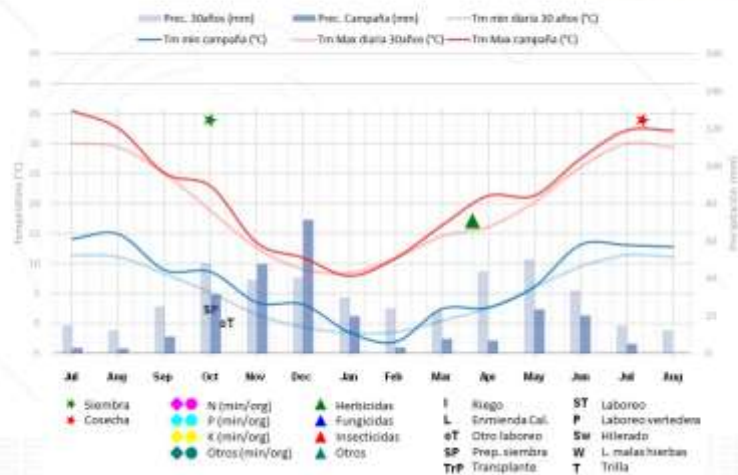 Prec. 30años (mm) Prec. Campaña (mm) Tm min diaria 30 años (°C)
Tm min campaña (°C) Tm Max diaria 30años (°C) Tm Max campaña (°C)
Temperatura (°C)
Precipitación (mm)
35
30
25
20
15
10
SP
oT
Jul Aug Sep Oct Nov Dec Jan Feb Mar Apr May Jun Jul Aug
Siembra N (min/org) Herbicidas I Riego ST Laboreo
Cosecha P (min/org) Fungicidas L Enmienda Cal. P Laboreo vertedera
K (min/org) Insecticidas oT Otro laboreo Sw Hilerado
Otros (min/org) Otros SP Prep. siembra W L. malas hierbas
TrP Transplante T Trilla